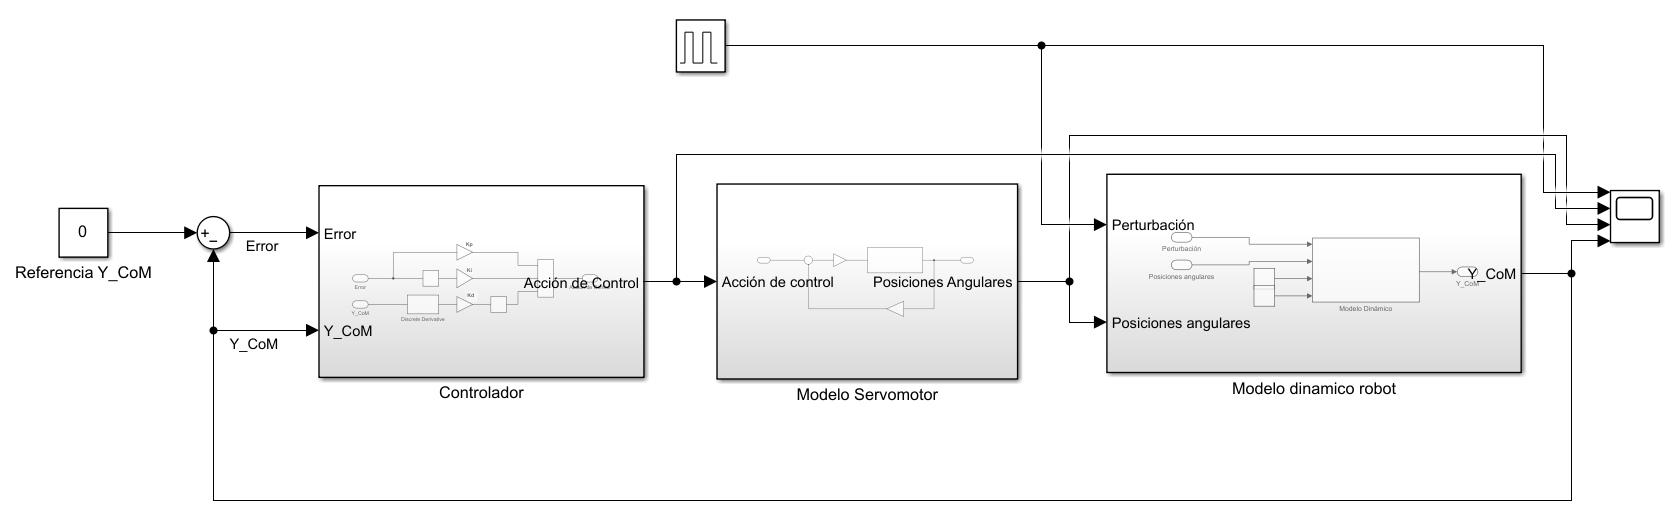 0
Referencia Y_CoM
+
−
Error
Y_CoM
Error
Y_CoM
Kp
Ki
Kd
Error
Y_CoM
Discrete Derivative
Acción de Control
Controlador
Acción de control
Posiciones Angulares
Modelo Servomotor
Perturbación
Perturbación
Posiciones angulares
Posiciones angulares
Modelo Dinámico
Y_CoM
Y_CoM
Modelo dinamico robot